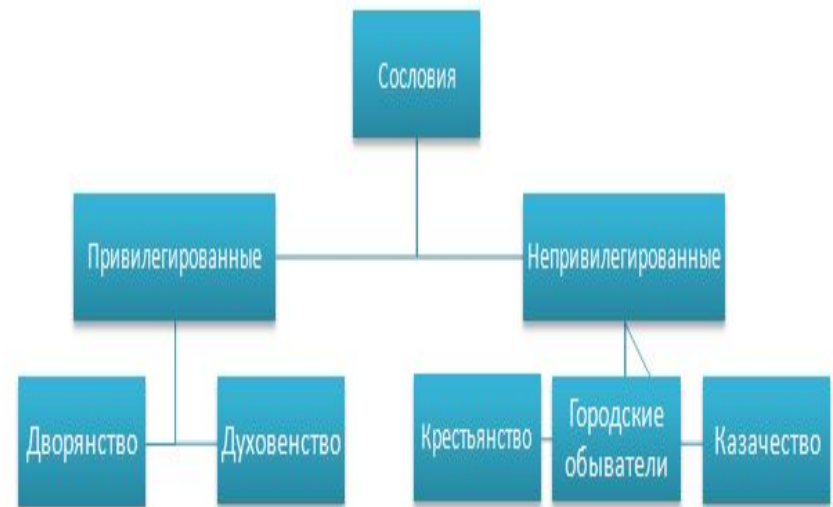 Сословия
Привилегированные
Непривилегированные
Дворянство
Духовенство
Крестьянство
Городские
обыватели
Казачество